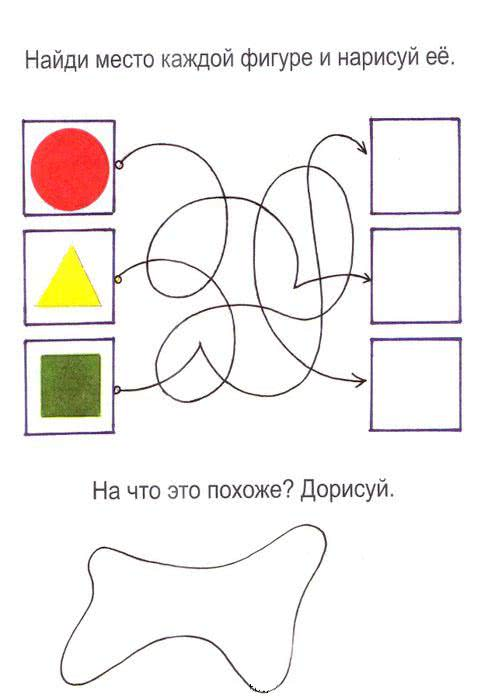 Найди место каждой фигуре и нарисуй её.
На что это похоже? Дорисуй.